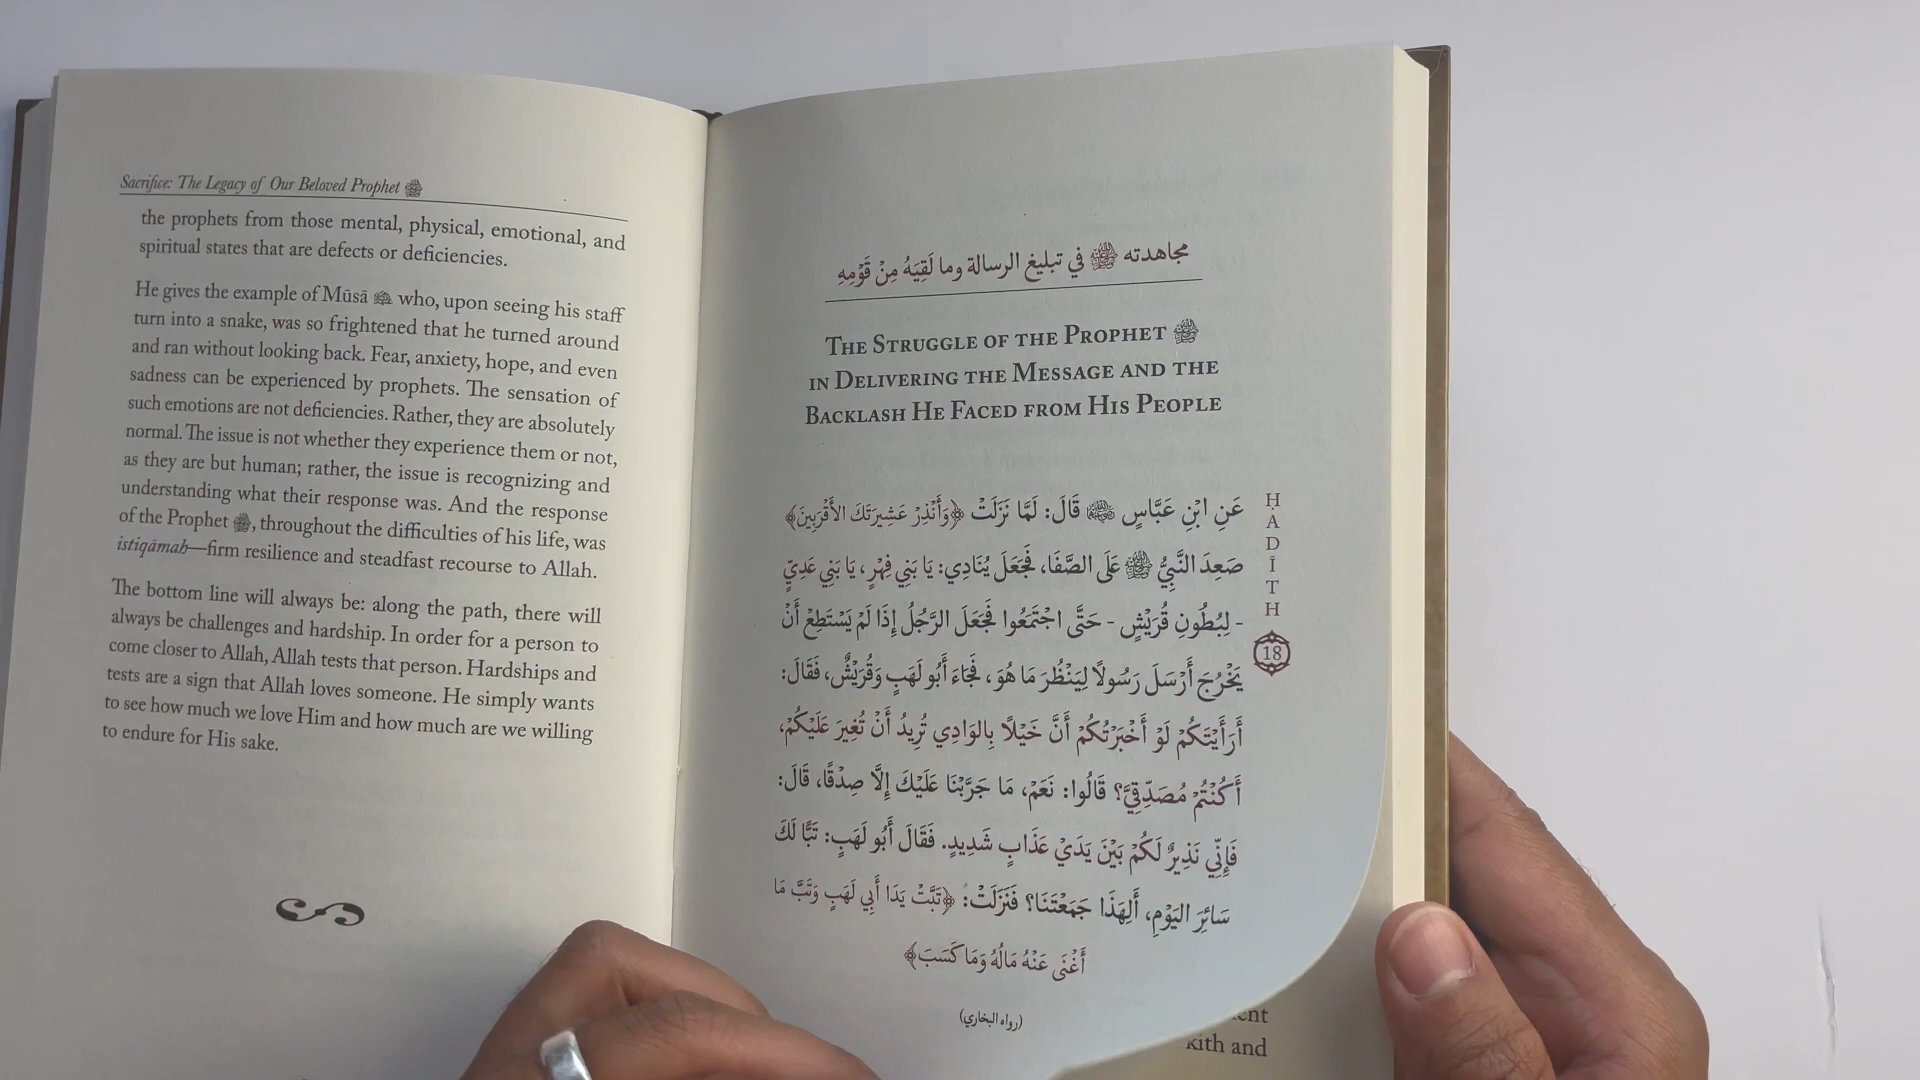 Sacrifice: The Legacy of Our Beloved Prophet ﷺ
the prophets from those mental, physical, emotional, and
spiritual states that are defects or deficiencies.
He gives the example of Mūsā who, upon seeing his staff
turn into a snake, was so frightened that he turned around
and ran without looking back. Fear, anxiety, hope, and even
sadness can be experienced by prophets. The sensation of
such emotions are not deficiencies. Rather, they are absolutely
normal. The issue is not whether they experience them or not,
as they are but human; rather, the issue is recognizing and
understanding what their response was. And the response
of the Prophet ﷺ, throughout the difficulties of his life, was
istiqāmah—firm resilience and steadfast recourse to Allah.
The bottom line will always be: along the path, there will
always be challenges and hardship. In order for a person to
come closer to Allah, Allah tests that person. Hardships and
tests are a sign that Allah loves someone. He simply wants
to see how much we love Him and how much are we willing
to endure for His sake.
مجاهدته ﷺ في تبليغ الرسالة وما لَقِيَهُ مِنْ قَوْمِهِ
THE STRUGGLE OF THE PROPHET ﷺ
IN DELIVERING THE MESSAGE AND THE
BACKLASH HE FACED FROM HIS PEOPLE
HADĪTH
18
عَنِ ابْنِ عَبَّاسٍ قَالَ: لَمَّا نَزَلَتْ ﴿وَأَنْذِرْ عَشِيرَتَكَ الأَقْرَبِينَ﴾
صَعِدَ النَّبِيُّ ﷺ عَلَى الصَّفَا، فَجَعَلَ يُنَادِي: يَا بَنِي فِهْرٍ، يَا بَنِي عَدِيٍّ
- لِبُطُونِ قُرَيْشٍ - حَتَّى اجْتَمَعُوا فَجَعَلَ الرَّجُلُ إِذَا لَمْ يَسْتَطِعْ أَنْ
يَخْرُجَ أَرْسَلَ رَسُولًا لِيَنْظُرَ مَا هُوَ، فَجَاءَ أَبُو لَهَبٍ وَقُرَيْشٌ، فَقَالَ:
أَرَأَيْتَكُمْ لَوْ أَخْبَرْتُكُمْ أَنَّ خَيْلًا بِالوَادِي تُرِيدُ أَنْ تُغِيرَ عَلَيْكُمْ،
أَكُنْتُمْ مُصَدِّقِيَّ؟ قَالُوا: نَعَمْ، مَا جَرَّبْنَا عَلَيْكَ إِلَّا صِدْقًا، قَالَ:
فَإِنِّي نَذِيرٌ لَكُمْ بَيْنَ يَدَيْ عَذَابٍ شَدِيدٍ. فَقَالَ أَبُو لَهَبٍ: تَبًّا لَكَ
سَائِرَ اليَوْمِ، أَلِهَذَا جَمَعْتَنَا؟ فَنَزَلَتْ: ﴿تَبَّتْ يَدَا أَبِي لَهَبٍ وَتَبَّ مَا
أَغْنَى عَنْهُ مَالُهُ وَمَا كَسَبَ﴾
(رواه البخاري)
kith and